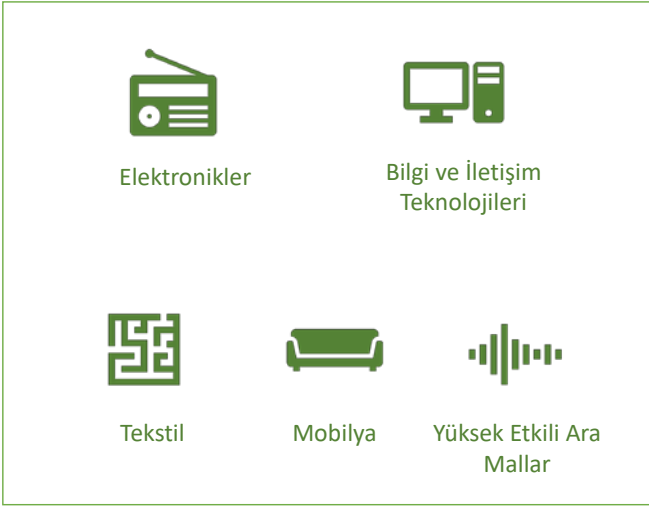 Elektronikler
Bilgi ve İletişim
Teknolojileri
Tekstil
Mobilya
Yüksek Etkili Ara
Mallar